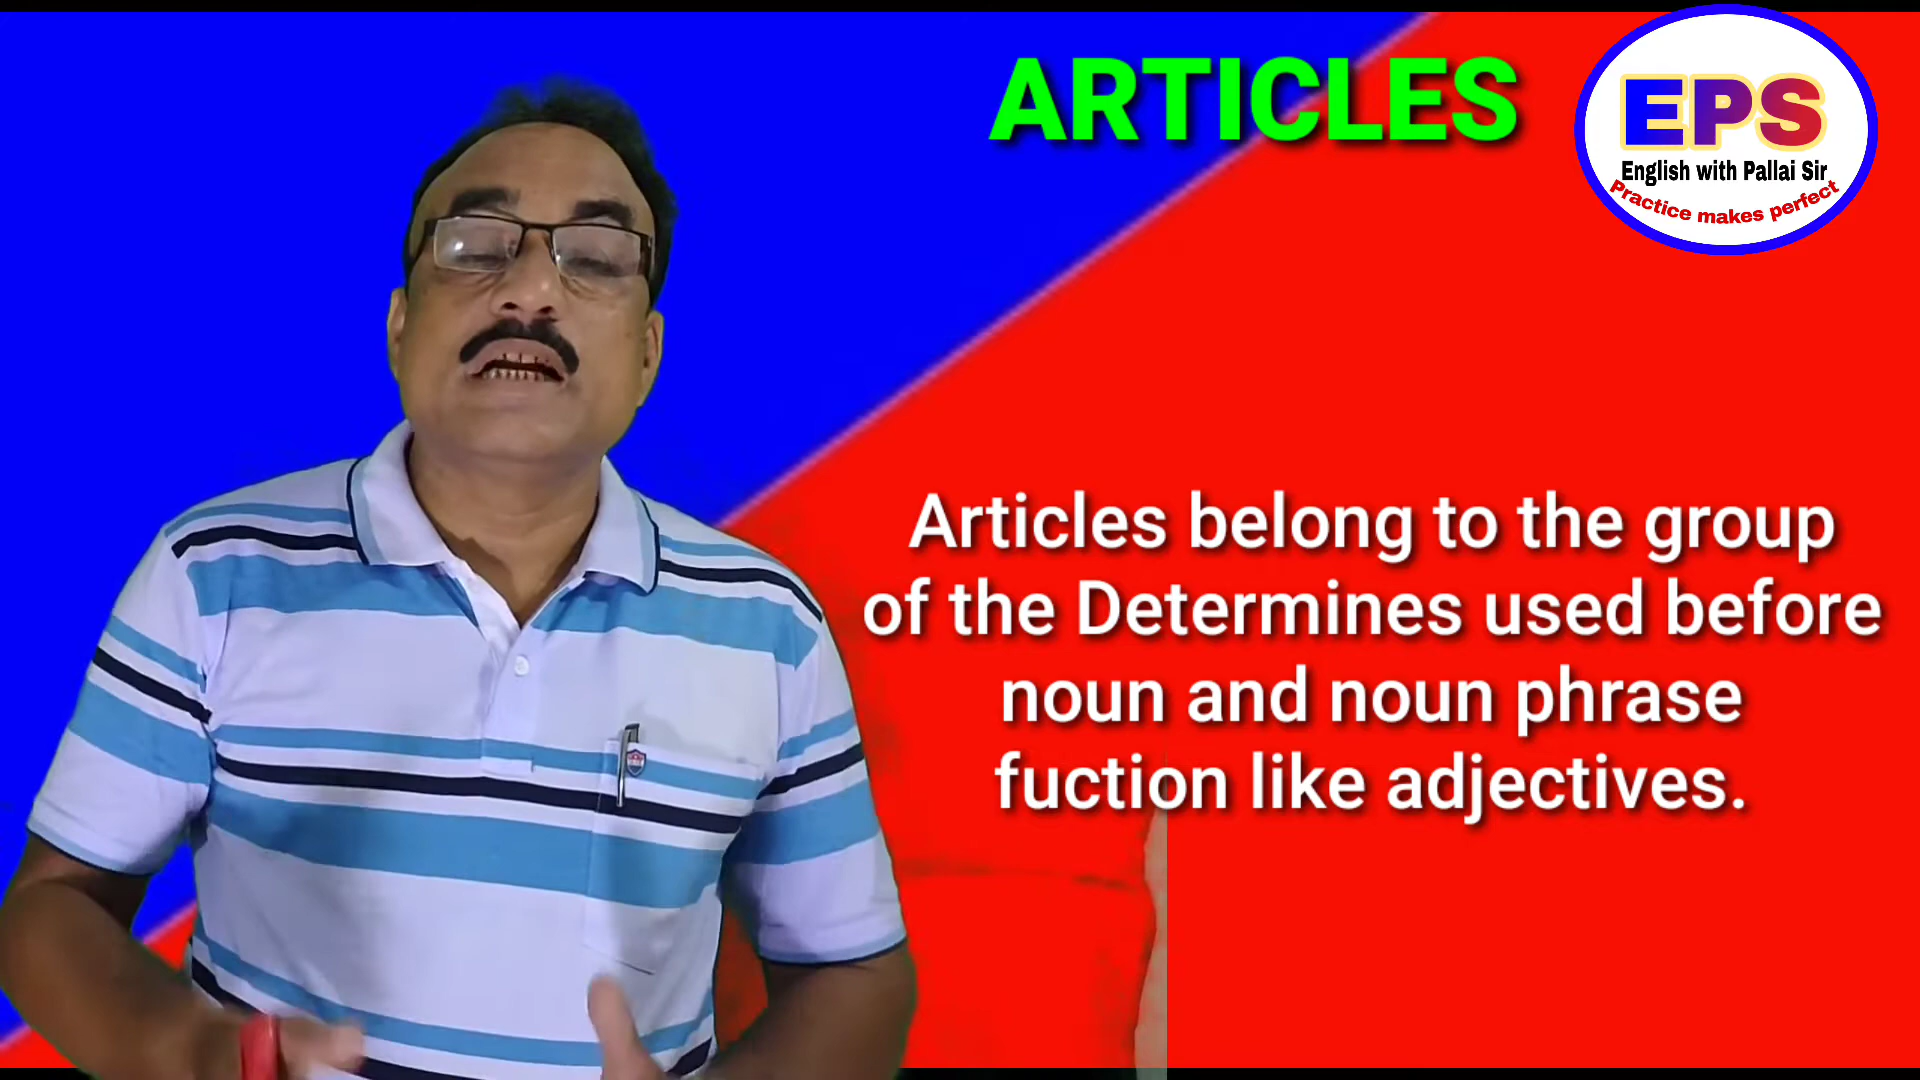 ARTICLES
EPS
English with Pallai Sir
Practice makes perfect
Articles belong to the group
of the Determines used before
noun and noun phrase
fuction like adjectives.